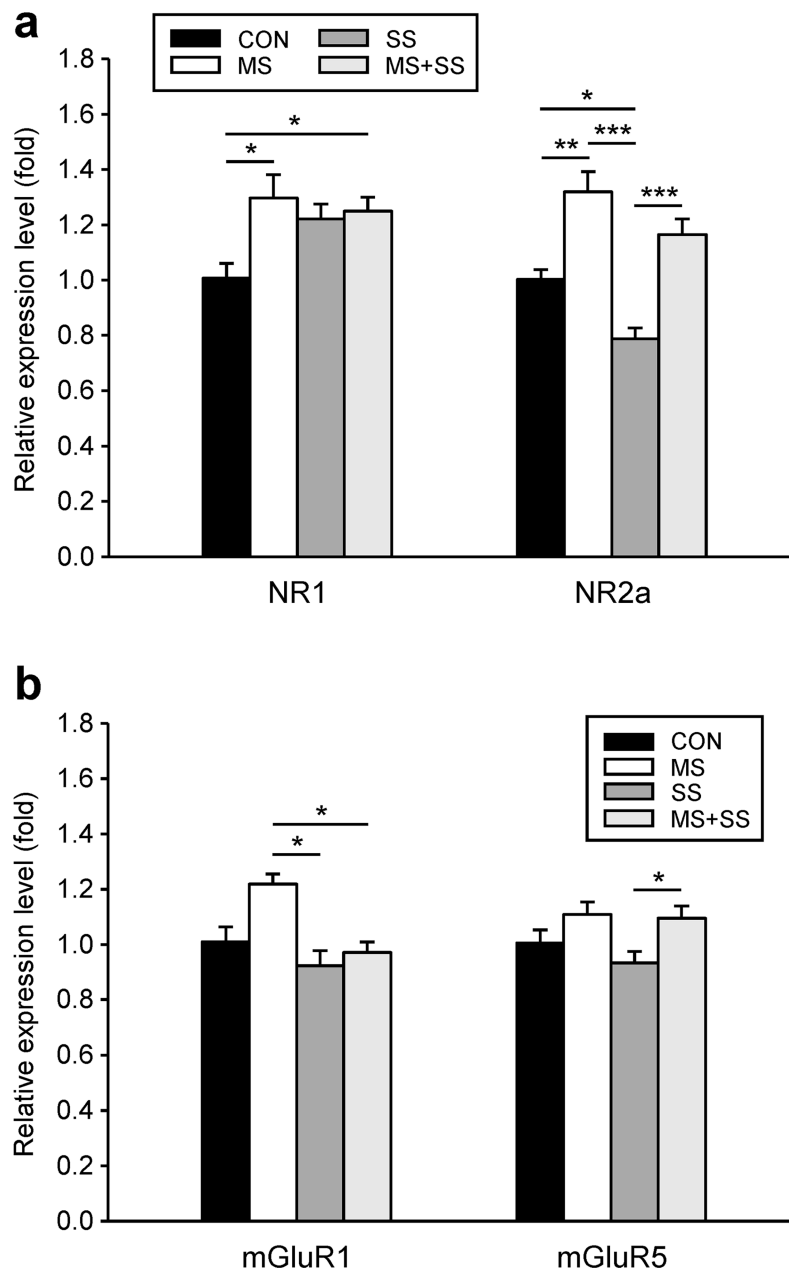 a
CON SS
MS MS+SS
Relative expression level (fold)
1.8
1.6
1.4
1.2
1.0
0.8
0.6
0.4
0.2
0.0
* *
* ** *** ***
NR1 NR2a
b
CON
MS
SS
MS+SS
Relative expression level (fold)
1.8
1.6
1.4
1.2
1.0
0.8
0.6
0.4
0.2
0.0
*
* *
mGluR1 mGluR5